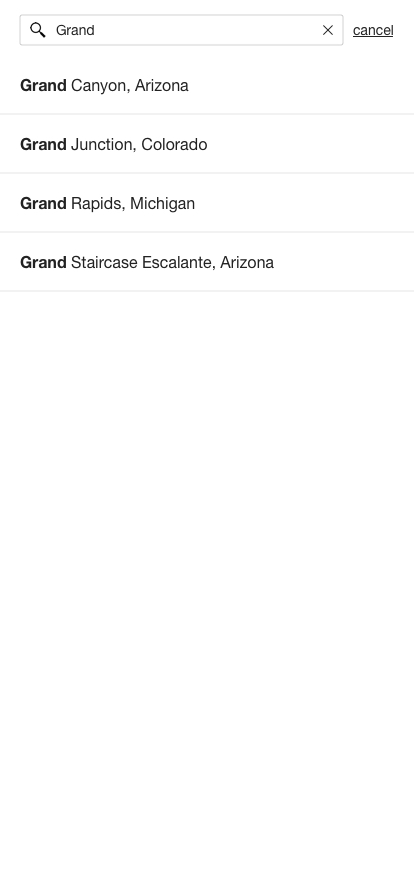 Grand cancel
Grand Canyon, Arizona
Grand Junction, Colorado
Grand Rapids, Michigan
Grand Staircase Escalante, Arizona